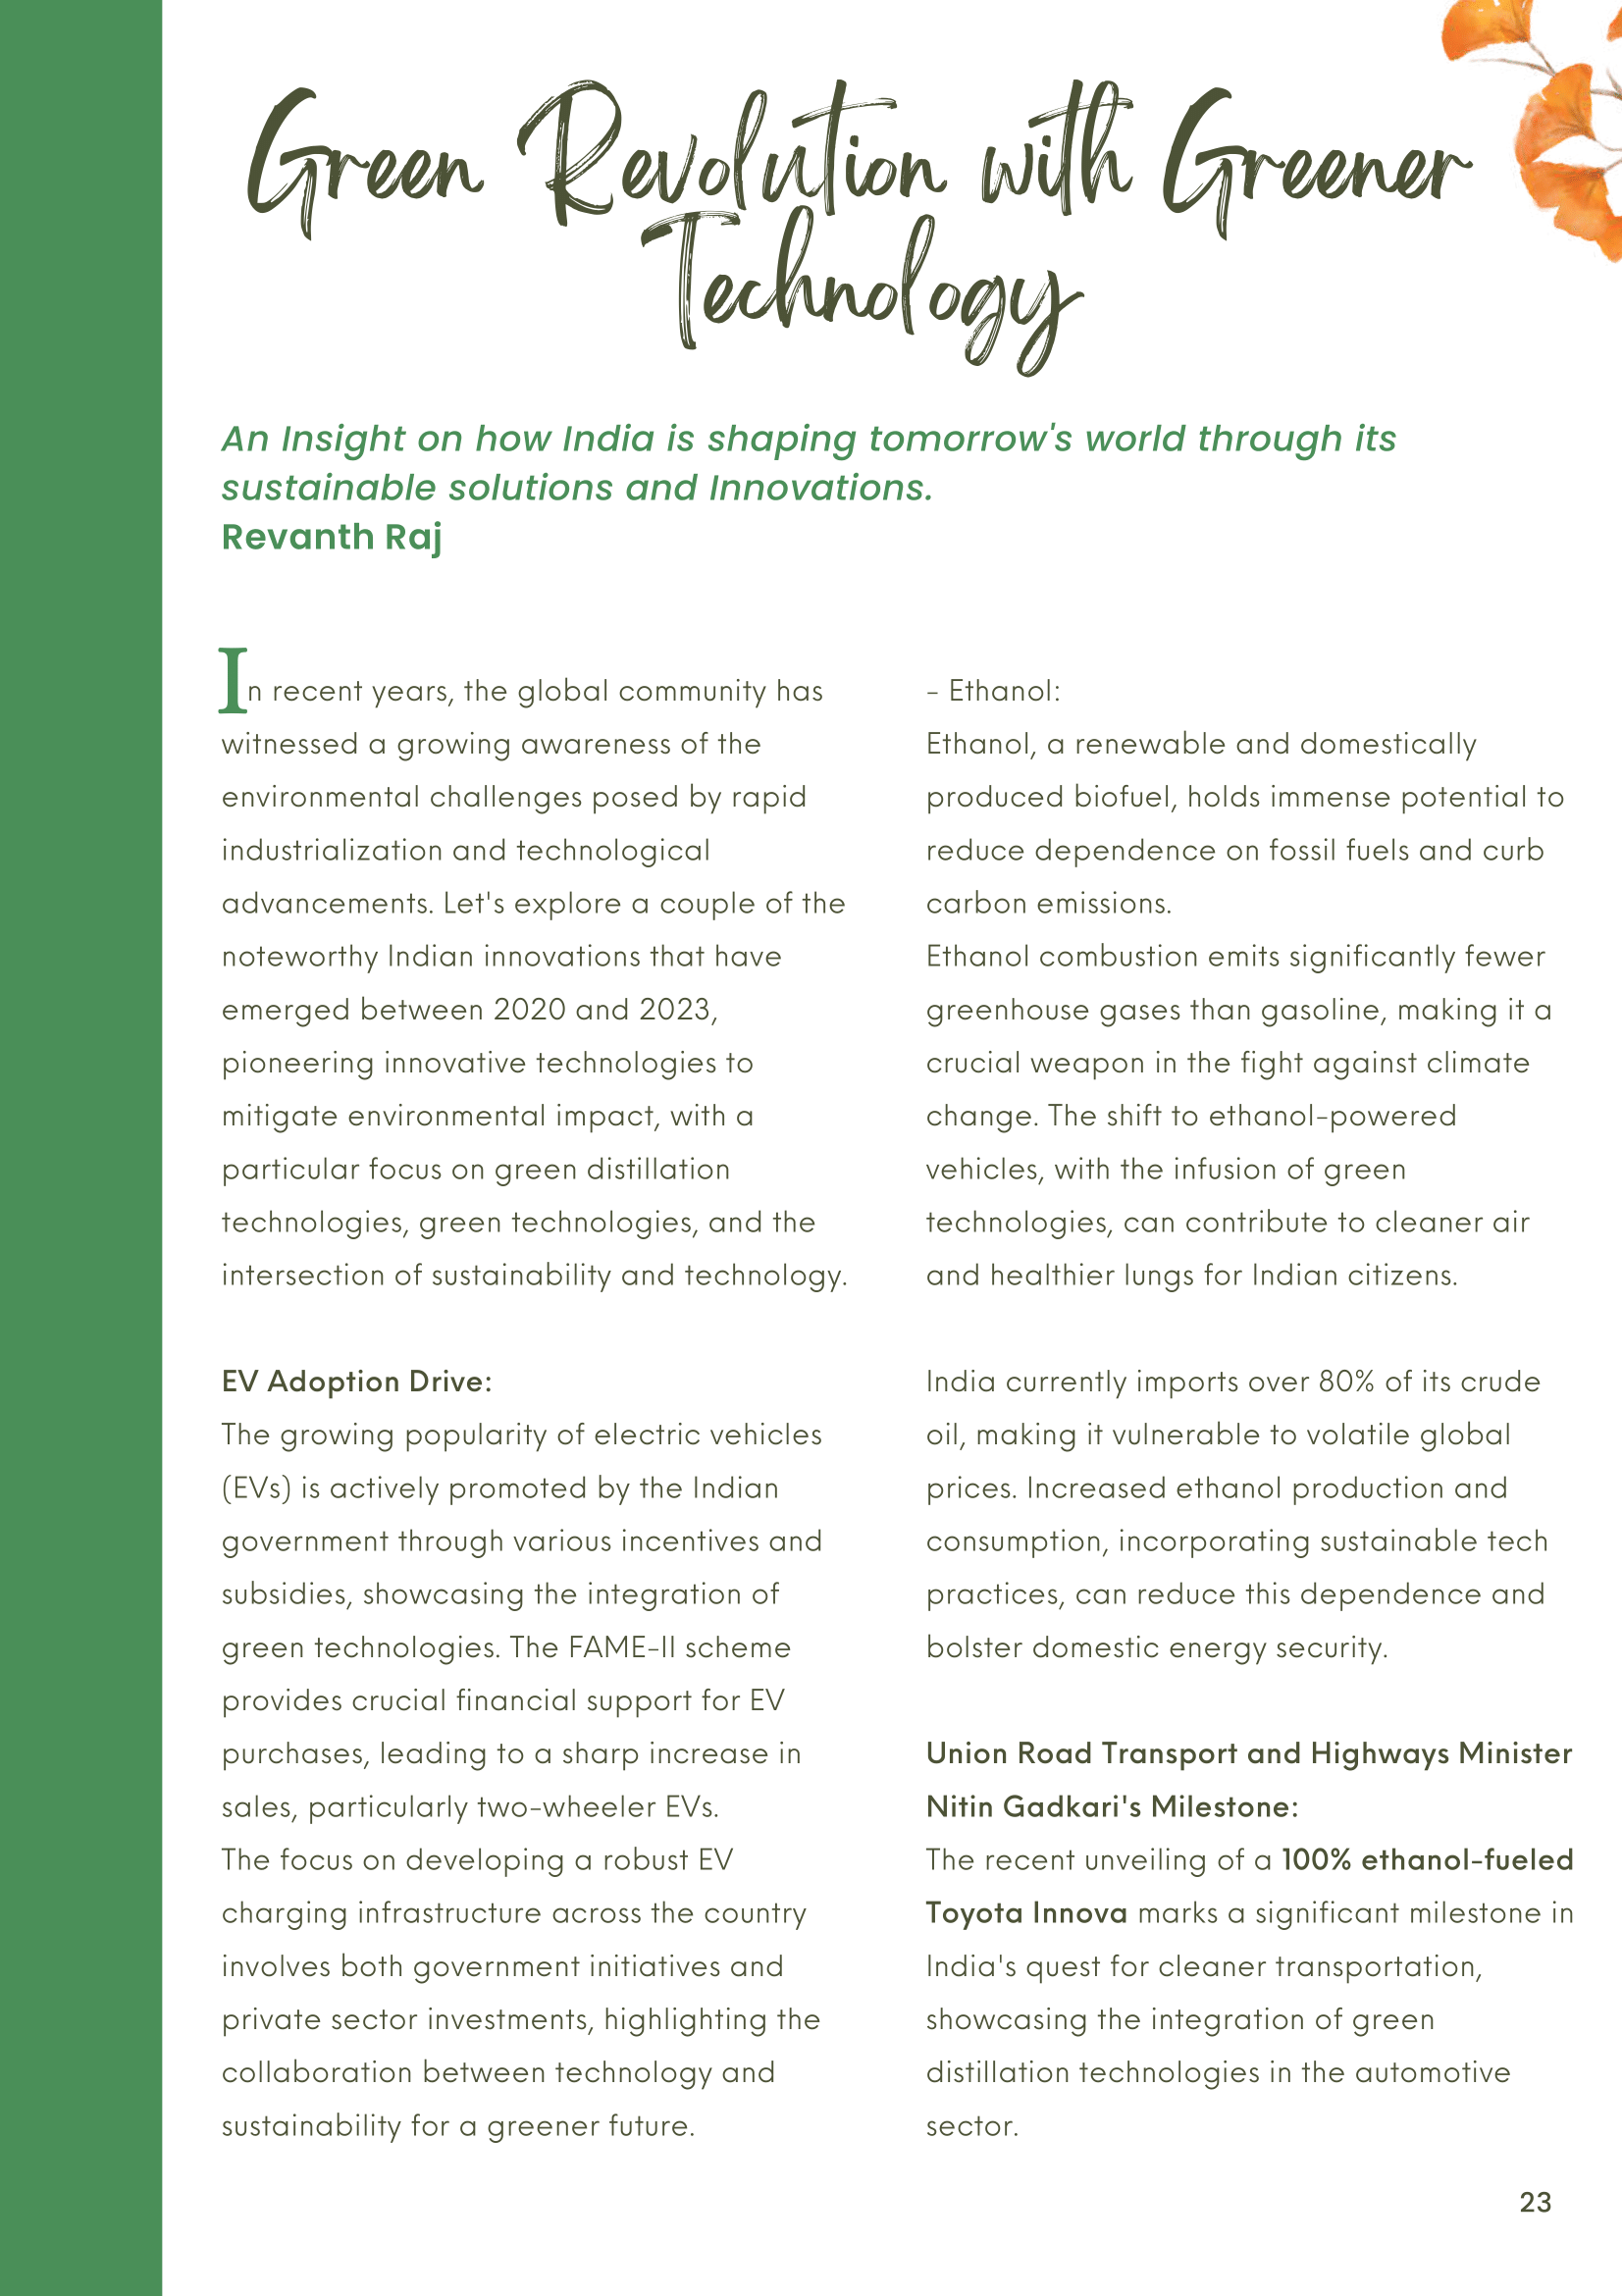 Green Revolution with Greener
Technology
An Insight on how India is shaping tomorrow's world through its
sustainable solutions and Innovations.
Revanth Raj
In recent years, the global community has
witnessed a growing awareness of the
environmental challenges posed by rapid
industrialization and technological
advancements. Let's explore a couple of the
noteworthy Indian innovations that have
emerged between 2020 and 2023,
pioneering innovative technologies to
mitigate environmental impact, with a
particular focus on green distillation
technologies, green technologies, and the
intersection of sustainability and technology.
EV Adoption Drive:
The growing popularity of electric vehicles
(EVs) is actively promoted by the Indian
government through various incentives and
subsidies, showcasing the integration of
green technologies. The FAME-II scheme
provides crucial financial support for EV
purchases, leading to a sharp increase in
sales, particularly two-wheeler EVs.
The focus on developing a robust EV
charging infrastructure across the country
involves both government initiatives and
private sector investments, highlighting the
collaboration between technology and
sustainability for a greener future.
- Ethanol:
Ethanol, a renewable and domestically
produced biofuel, holds immense potential to
reduce dependence on fossil fuels and curb
carbon emissions.
Ethanol combustion emits significantly fewer
greenhouse gases than gasoline, making it a
crucial weapon in the fight against climate
change. The shift to ethanol-powered
vehicles, with the infusion of green
technologies, can contribute to cleaner air
and healthier lungs for Indian citizens.
India currently imports over 80% of its crude
oil, making it vulnerable to volatile global
prices. Increased ethanol production and
consumption, incorporating sustainable tech
practices, can reduce this dependence and
bolster domestic energy security.
Union Road Transport and Highways Minister
Nitin Gadkari's Milestone:
The recent unveiling of a 100% ethanol-fueled
Toyota Innova marks a significant milestone in
India's quest for cleaner transportation,
showcasing the integration of green
distillation technologies in the automotive
sector.
23